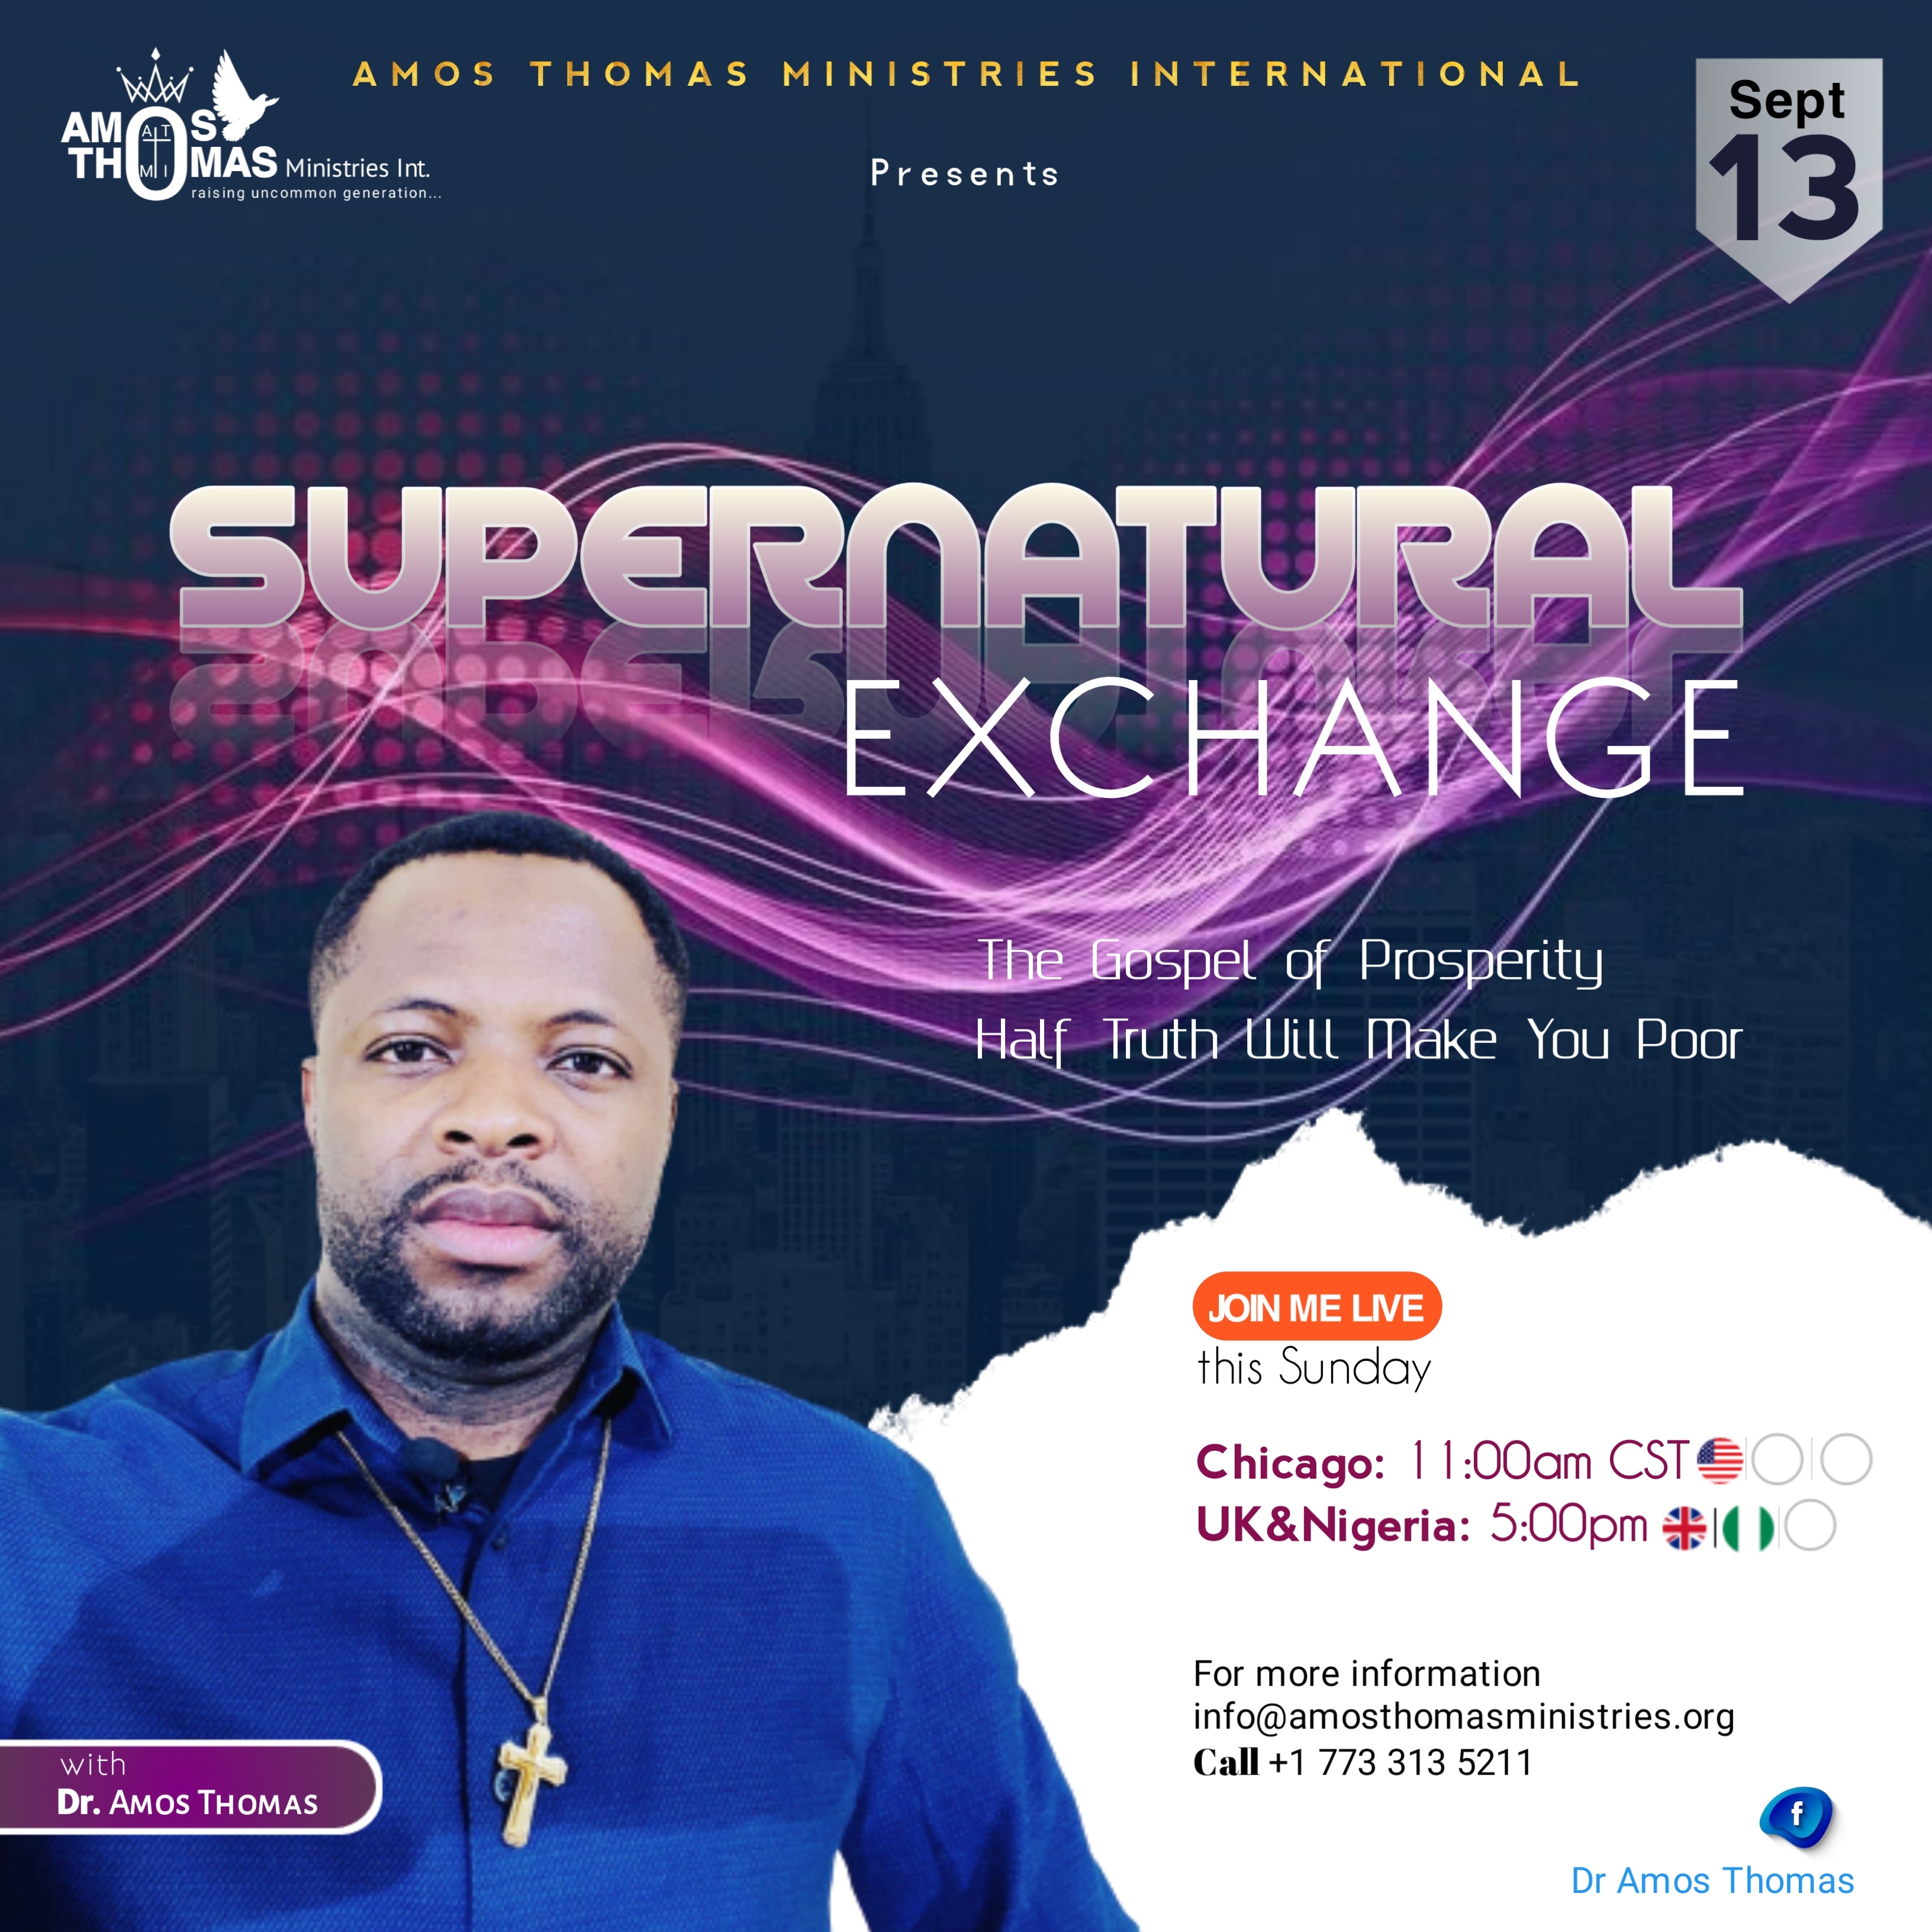 AMOS THOMAS MINISTRIES INTERNATIONAL
Presents
AMOS
THOMAS Ministries Int.
raising uncommon generation...
AT
MI
Sept
13
SUPERNATURAL
EXCHANGE
The Gospel of Prosperity
Half Truth Will Make You Poor
JOIN ME LIVE
this Sunday
Chicago: 11:00am CST
UK&Nigeria: 5:00pm
For more information
info@amosthomasministries.org
Call +1 773 313 5211
with
Dr. AMOS THOMAS
f
Dr Amos Thomas